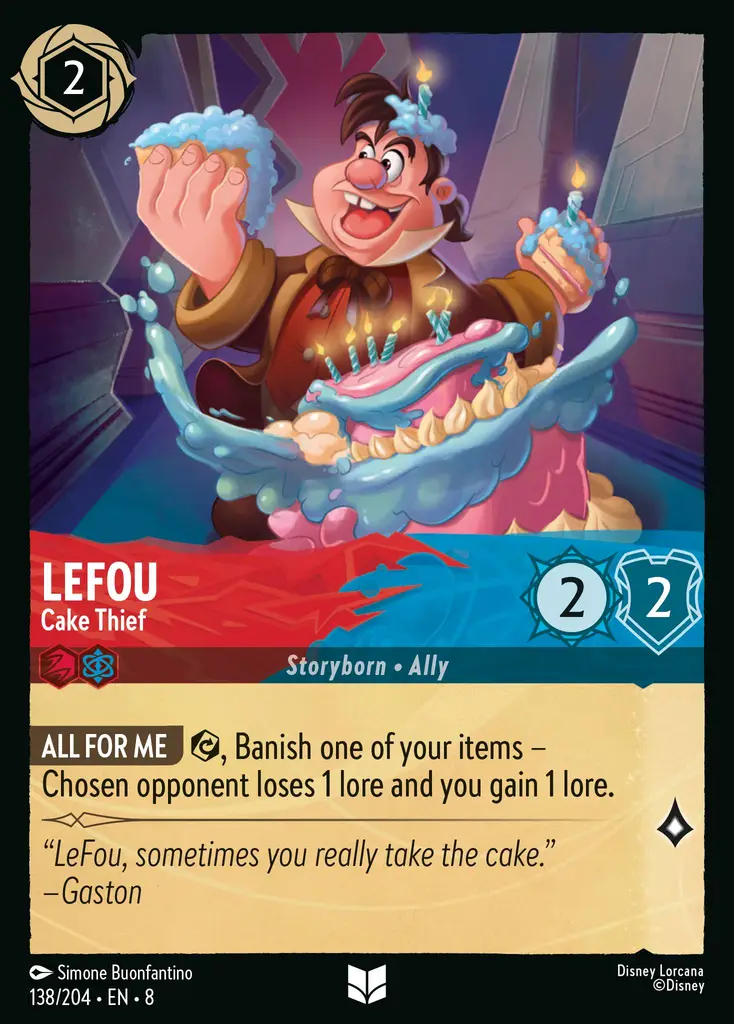 2
LEFOU
Cake Thief
2
2
Storyborn • Ally
ALL FOR ME , Banish one of your items –
Chosen opponent loses 1 lore and you gain 1 lore.
“LeFou, sometimes you really take the cake.”
–Gaston
Simone Buonfantino
138/204 • EN • 8
Disney Lorcana
©Disney